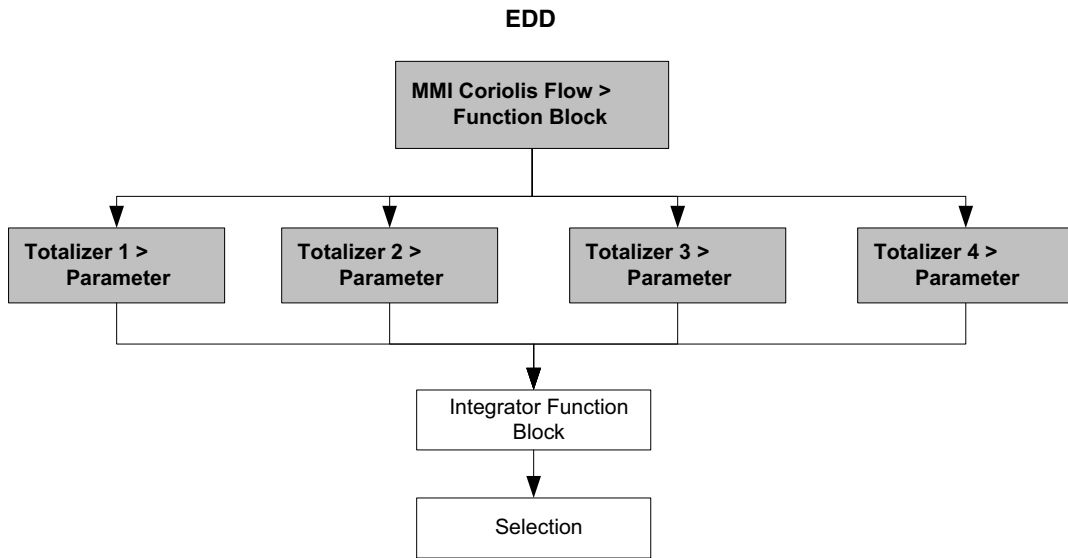 EDD
MMI Coriolis Flow >
Function Block
Totalizer 1 >
Parameter
Totalizer 2 >
Parameter
Totalizer 3 >
Parameter
Totalizer 4 >
Parameter
Integrator Function
Block
Selection